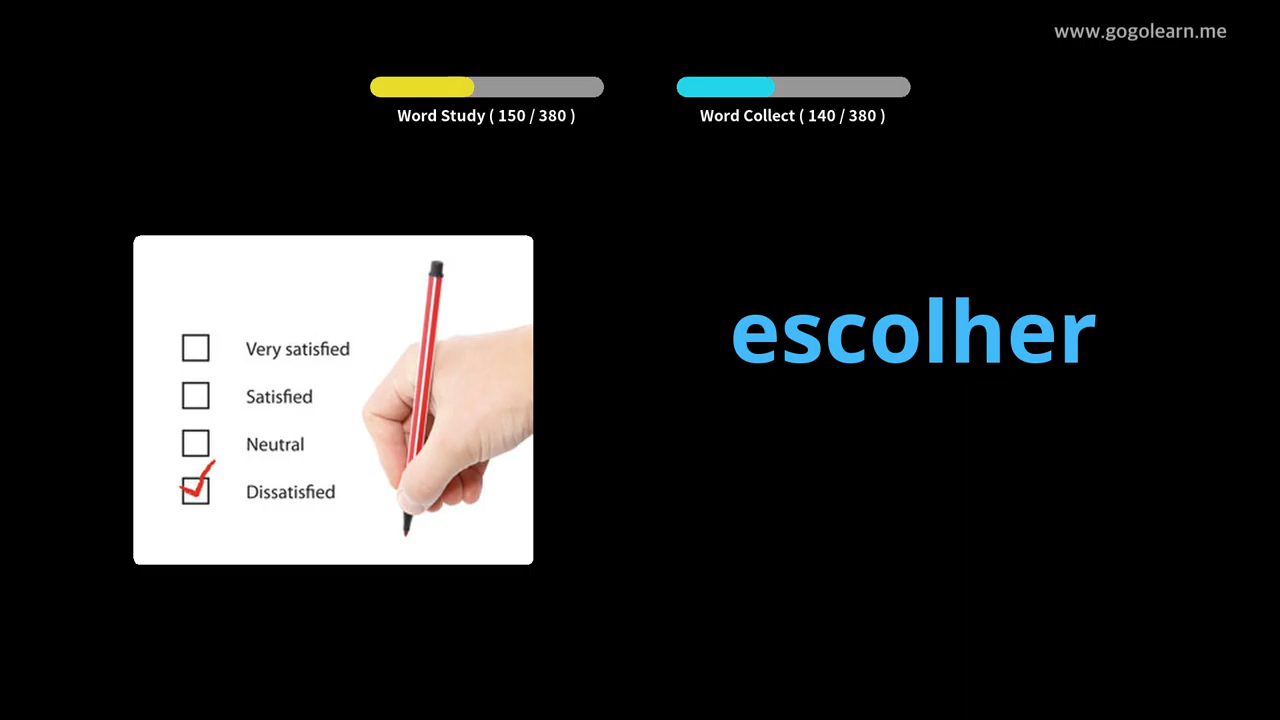 www.gogolearn.me
Word Study ( 150 / 380 )
Word Collect ( 140 / 380 )
Very satisfied
Satisfied
Neutral
Dissatisfied
escolher